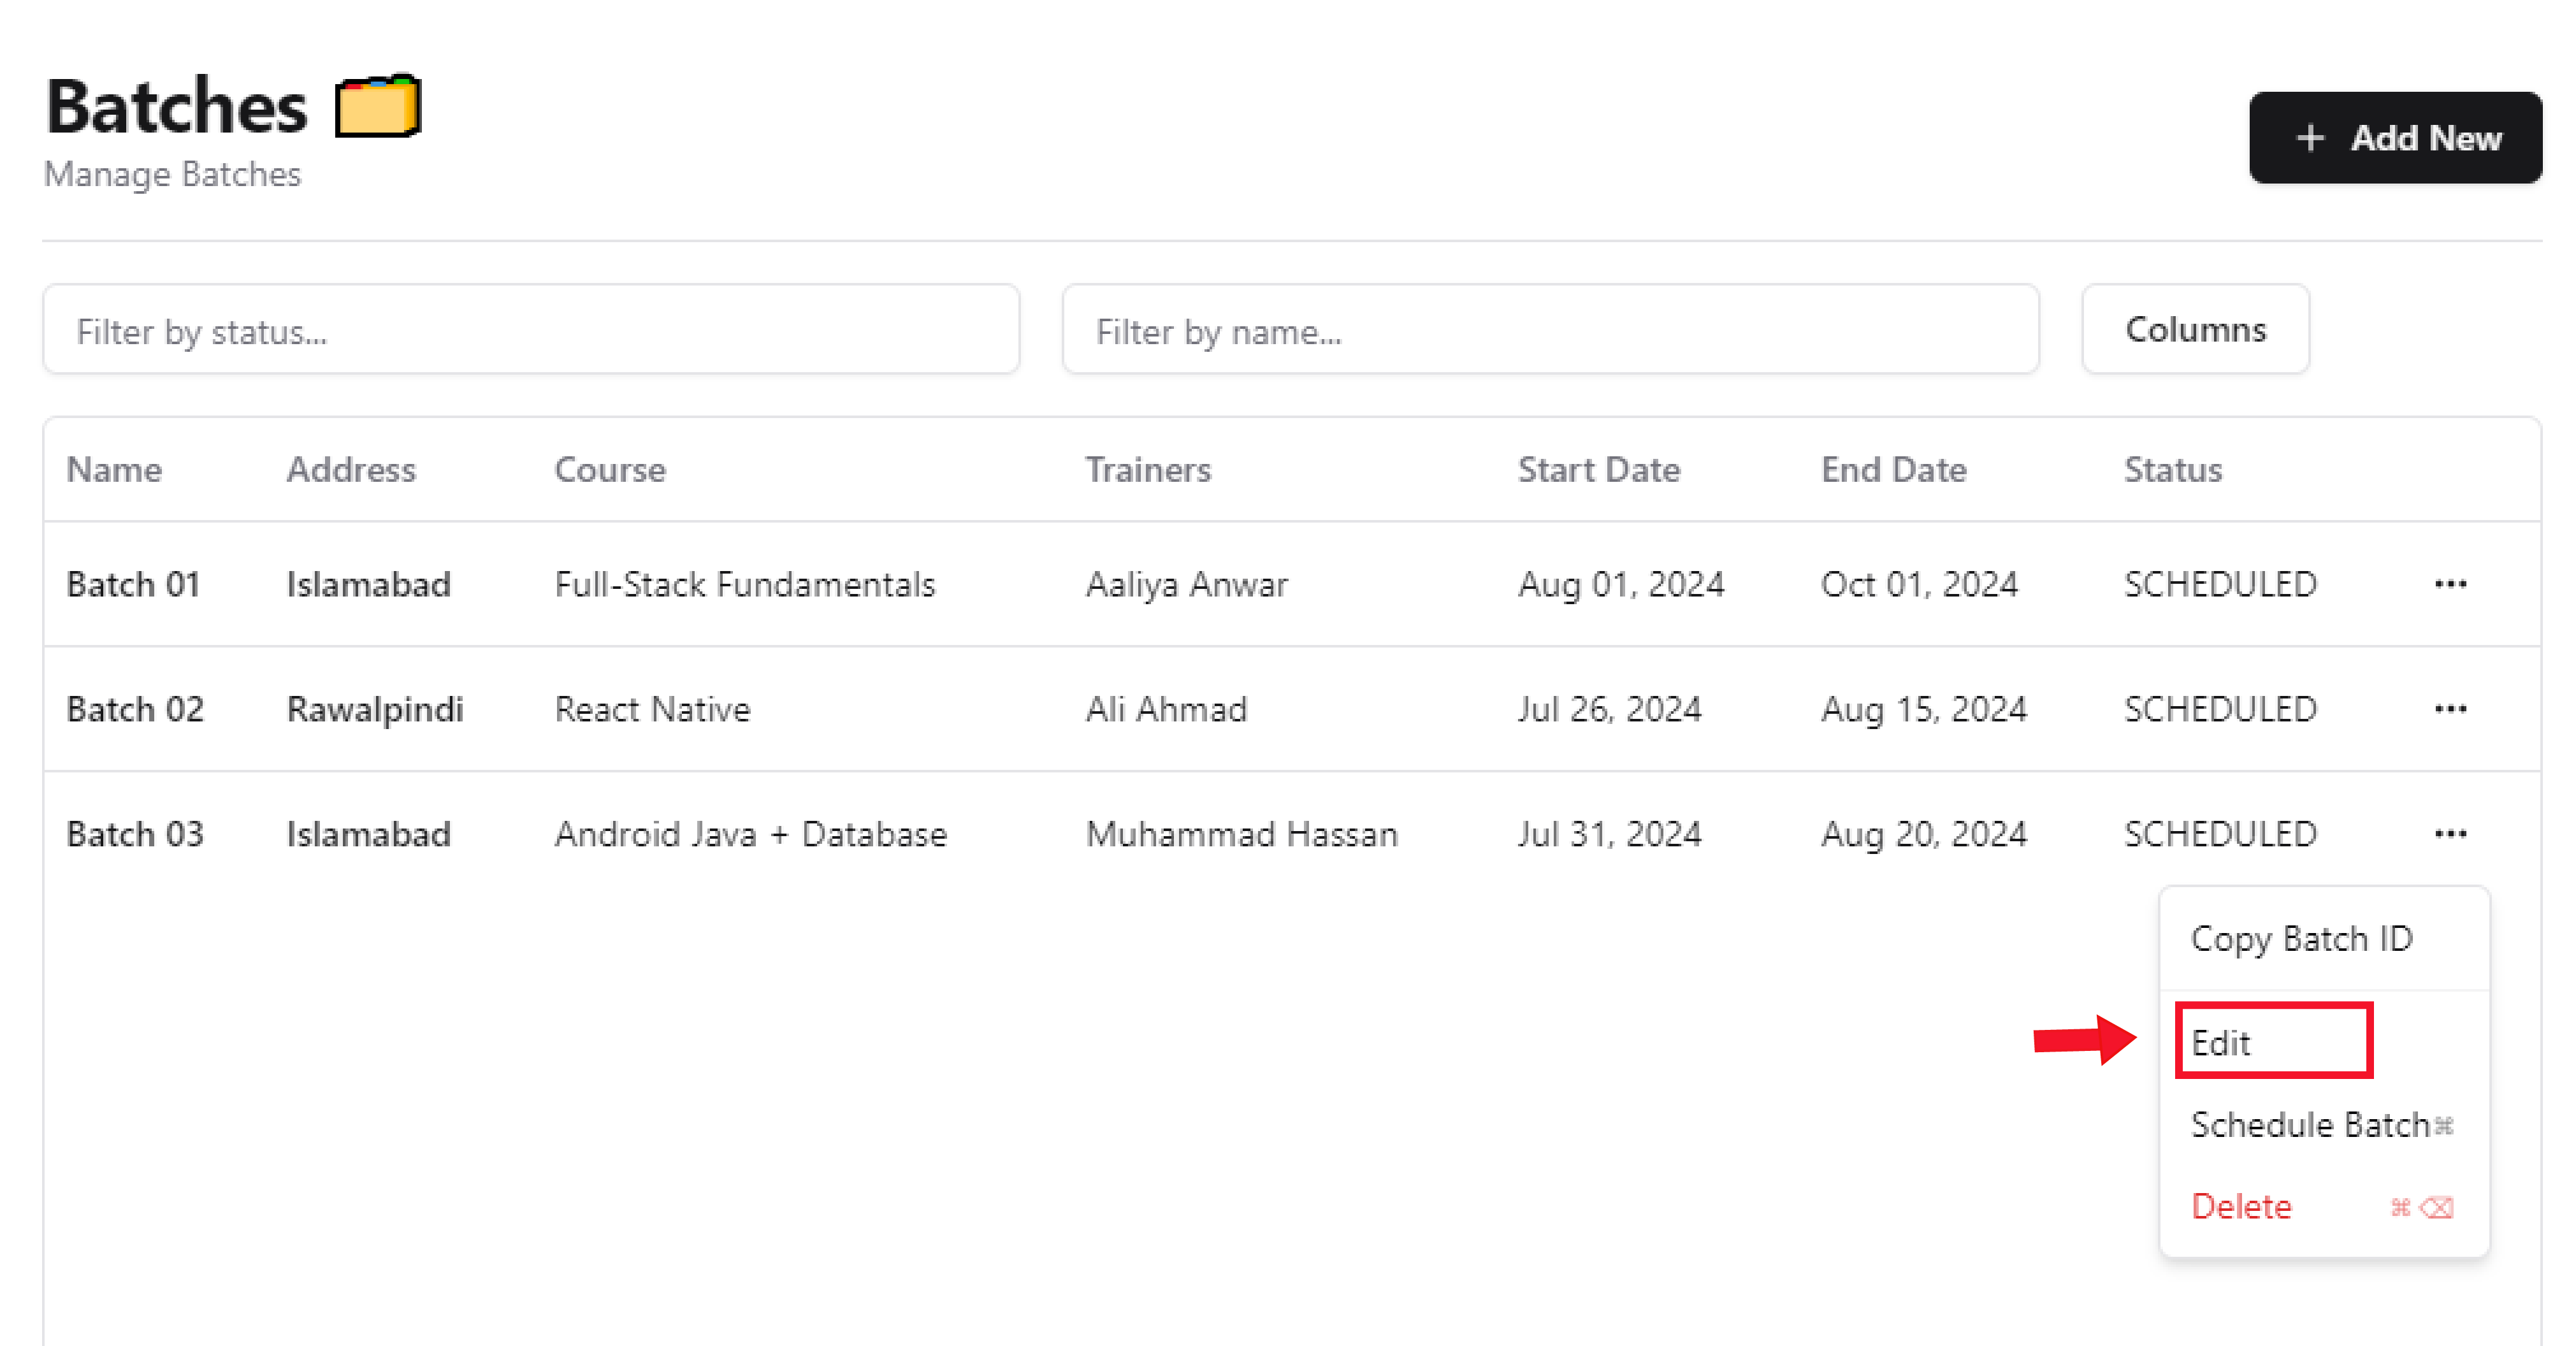 Batches
Manage Batches
+ Add New
Filter by status...
Filter by name...
Columns
Name Address Course Trainers Start Date End Date Status
Batch 01 Islamabad Full-Stack Fundamentals Aaliya Anwar Aug 01, 2024 Oct 01, 2024 SCHEDULED ···
Batch 02 Rawalpindi React Native Ali Ahmad Jul 26, 2024 Aug 15, 2024 SCHEDULED ···
Batch 03 Islamabad Android Java + Database Muhammad Hassan Jul 31, 2024 Aug 20, 2024 SCHEDULED ···
Copy Batch ID
Edit
Schedule Batch⌘
Delete ⌘⌫